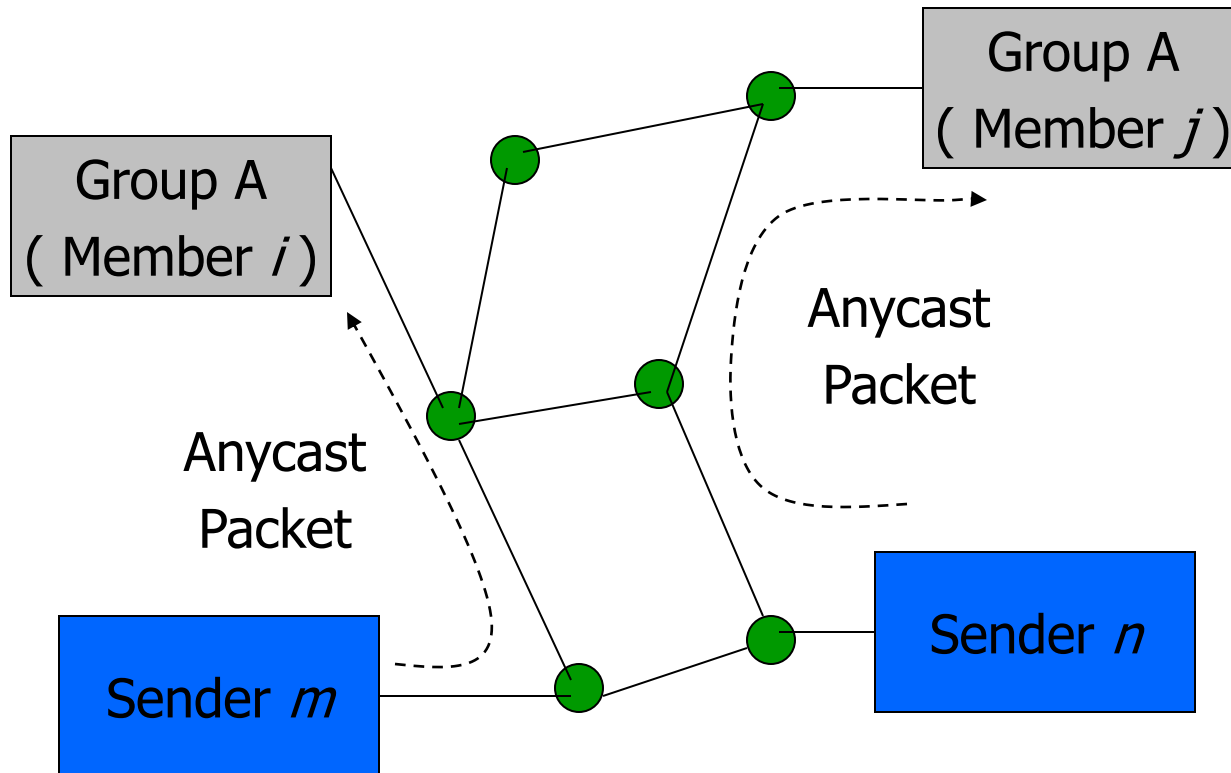 Group A
( Member j )
Group A
( Member i )
Anycast
Packet
Anycast
Packet
Sender n
Sender m